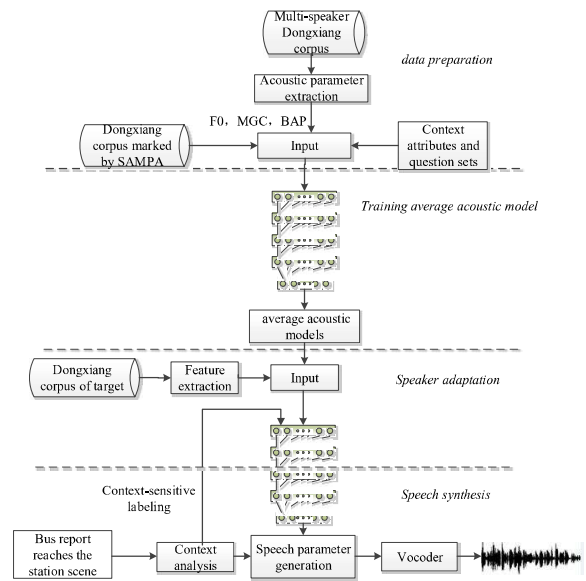 Multi-speaker
Dongxiang
corpus
data preparation
Acoustic parameter
extraction
F0，MGC，BAP
Dongxiang
corpus marked
by SAMPA
Input
Context
attributes and
question sets
Training average acoustic model
average acoustic
models
Dongxiang
corpus of target
Feature
extraction
Input
Speaker adaptation
Context-sensitive
labeling
Speech synthesis
Bus report
reaches the
station scene
Context
analysis
Speech parameter
generation
Vocoder